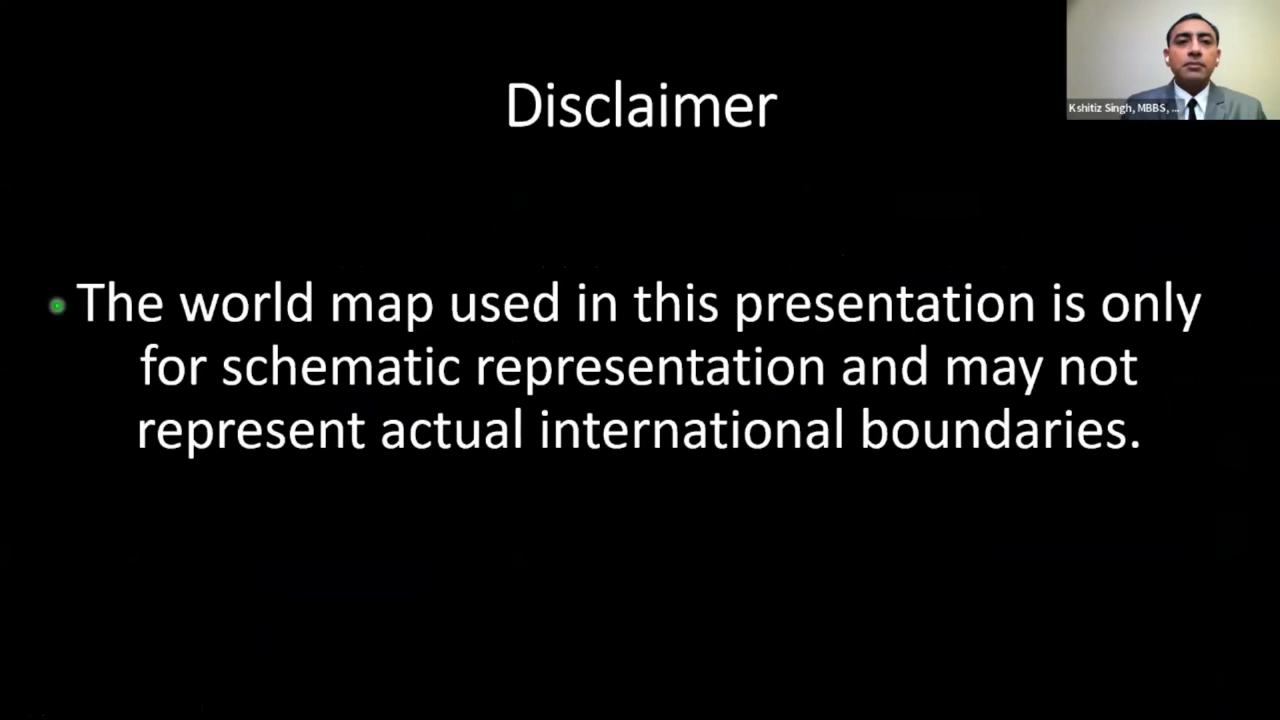 Disclaimer
Kshitiz Singh, MBBS, ...
• The world map used in this presentation is only
for schematic representation and may not
represent actual international boundaries.